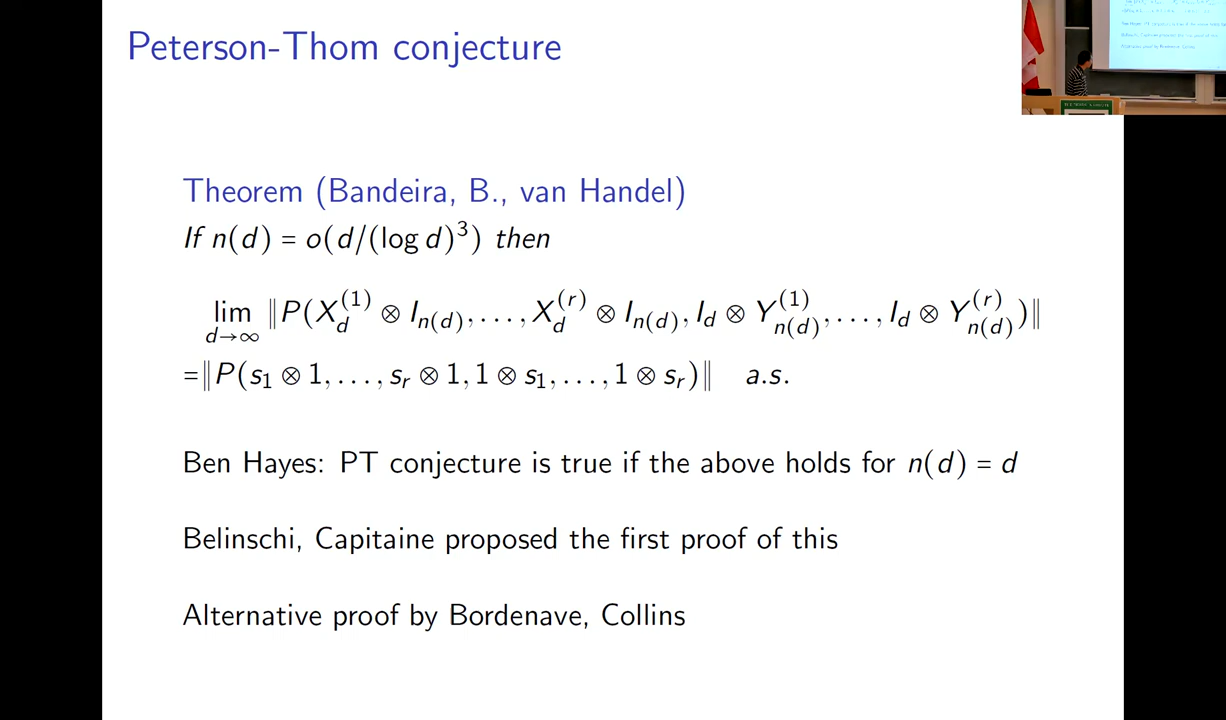 Peterson-Thom conjecture
Theorem (Bandeira, B., van Handel)
If n(d) = o(d/(log d)³) then
lim_{d→∞} ‖P(X_d^{(1)} ⊗ I_{n(d)}, . . . , X_d^{(r)} ⊗ I_{n(d)}, I_d ⊗ Y_{n(d)}^{(1)}, . . . , I_d ⊗ Y_{n(d)}^{(r)})‖
=‖P(s₁ ⊗ 1, . . . , s_r ⊗ 1, 1 ⊗ s₁, . . . , 1 ⊗ s_r)‖ a.s.
Ben Hayes: PT conjecture is true if the above holds for n(d) = d
Belinschi, Capitaine proposed the first proof of this
Alternative proof by Bordenave, Collins